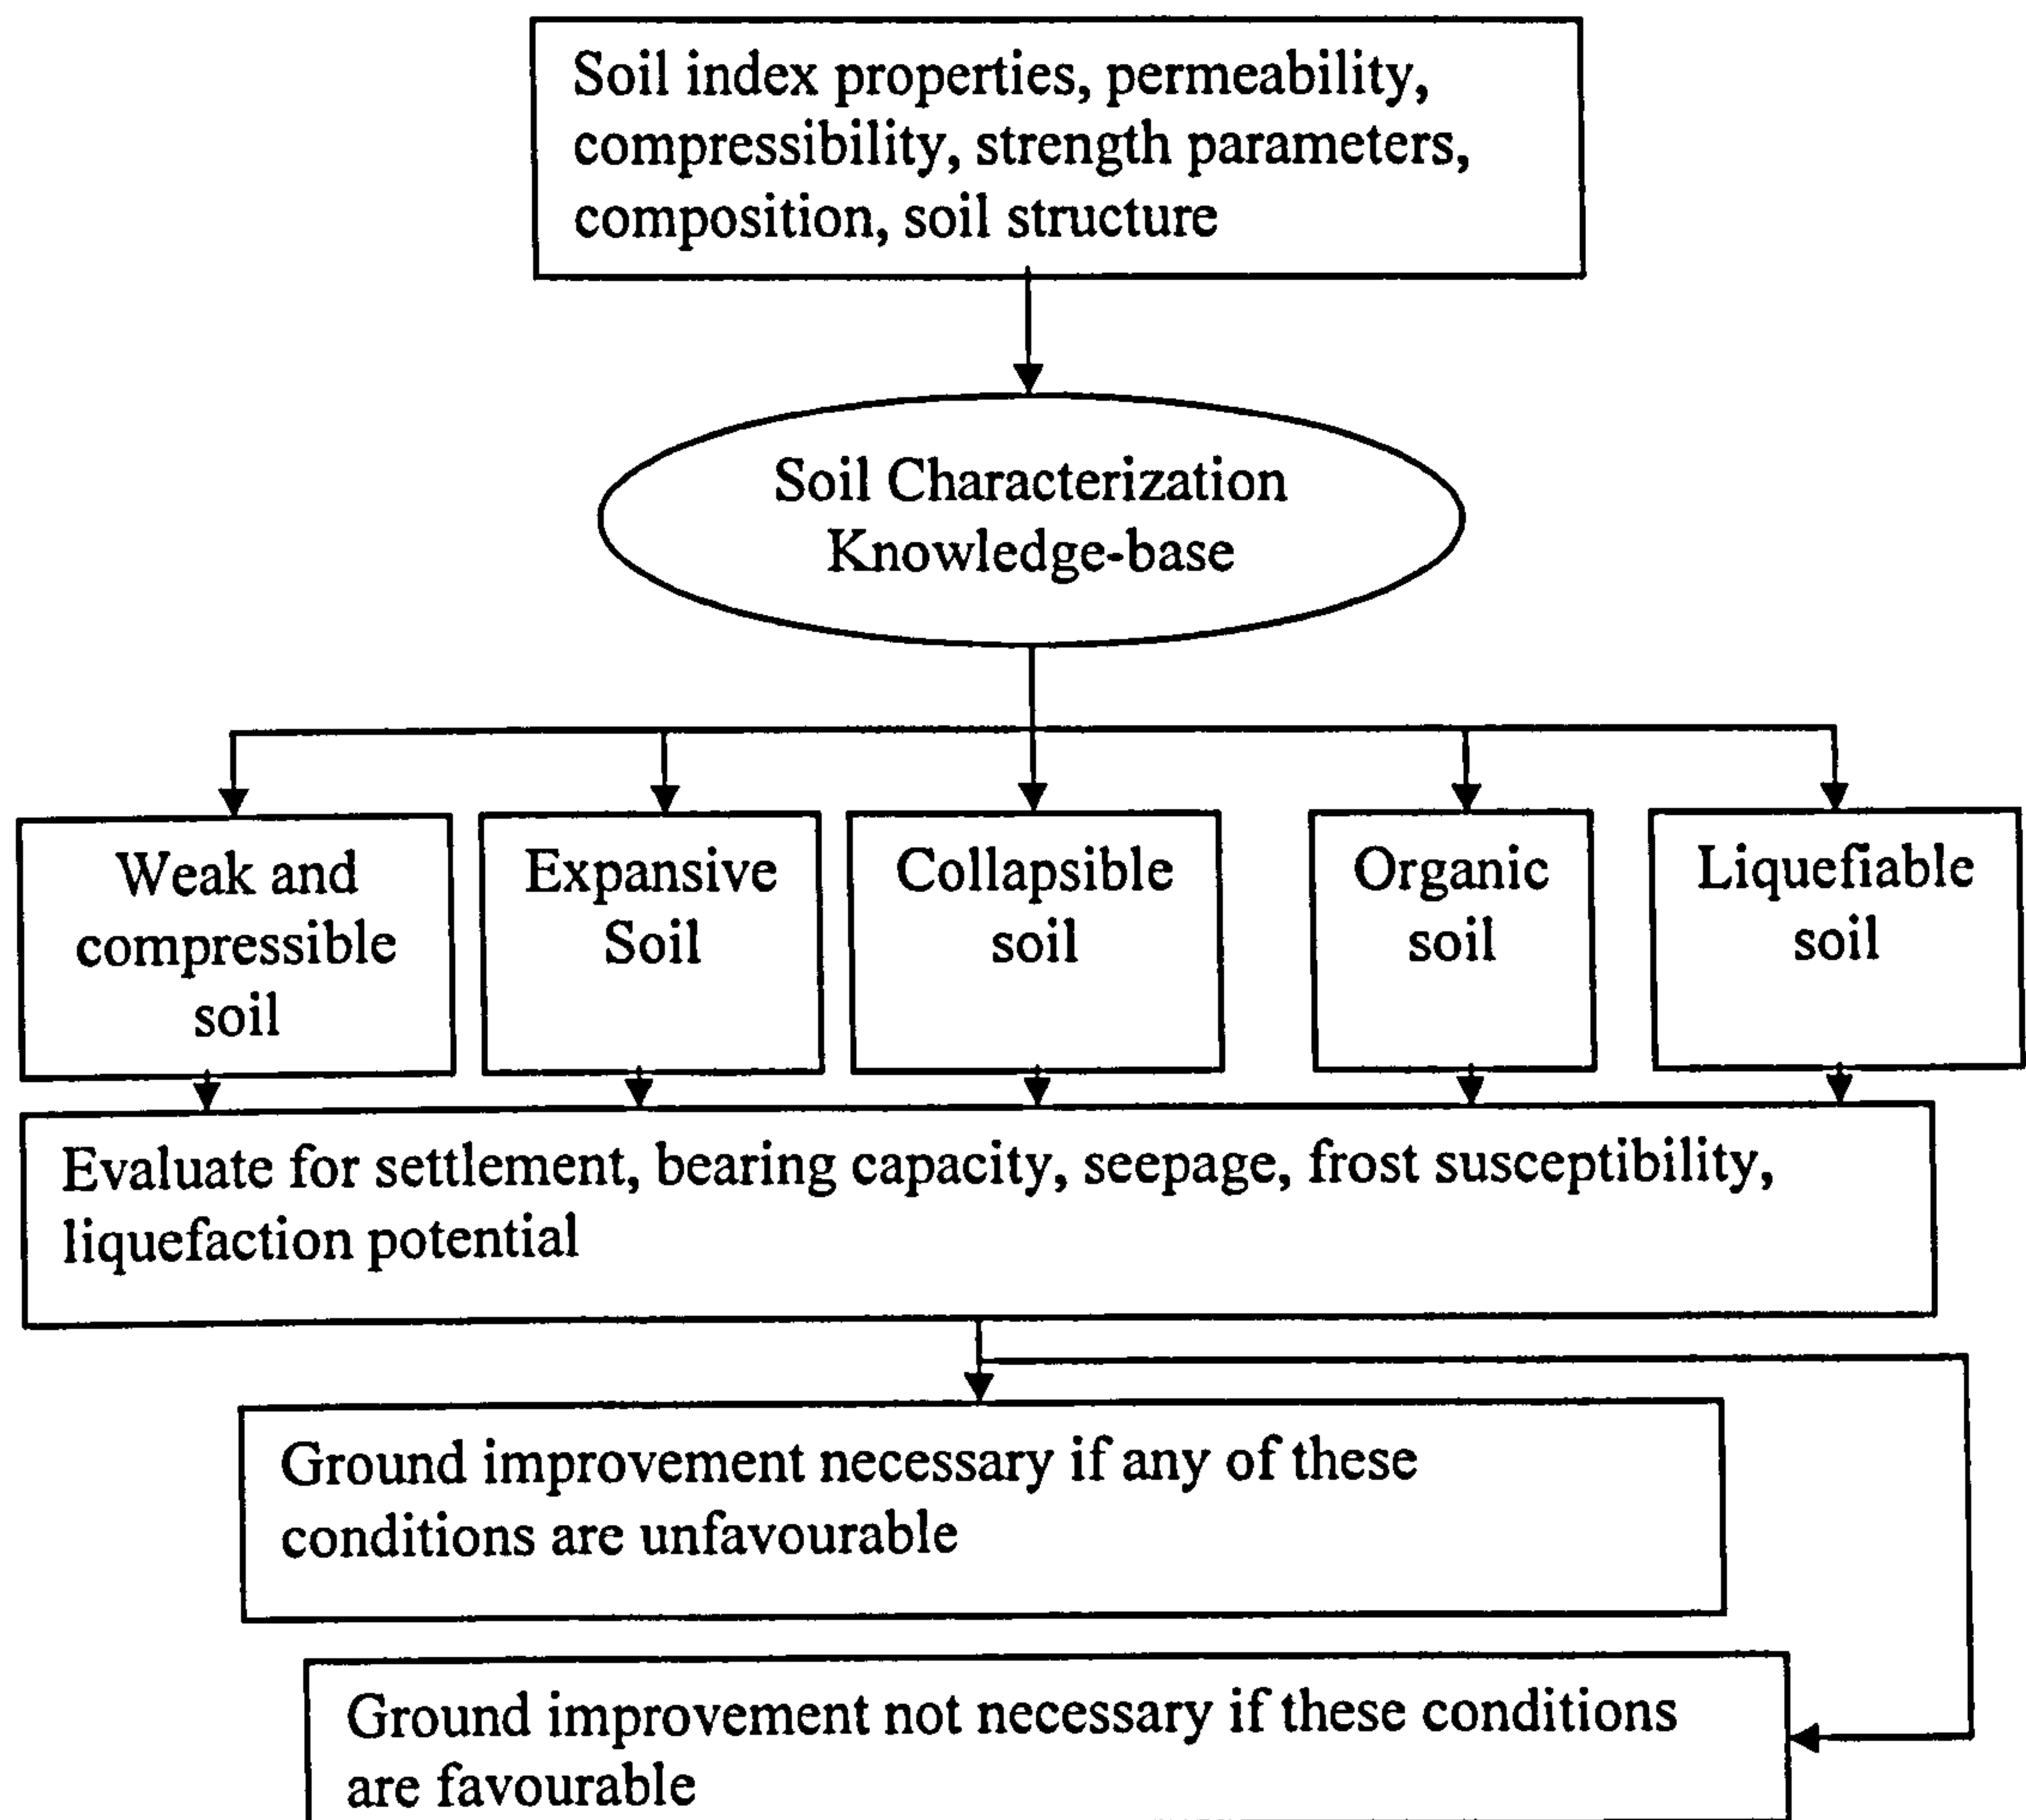 Soil index properties, permeability,
compressibility, strength parameters,
composition, soil structure
Soil Characterization
Knowledge-base
Weak and
compressible
soil
Expansive
Soil
Collapsible
soil
Organic
soil
Liquefiable
soil
Evaluate for settlement, bearing capacity, seepage, frost susceptibility,
liquefaction potential
Ground improvement necessary if any of these
conditions are unfavourable
Ground improvement not necessary if these conditions
are favourable